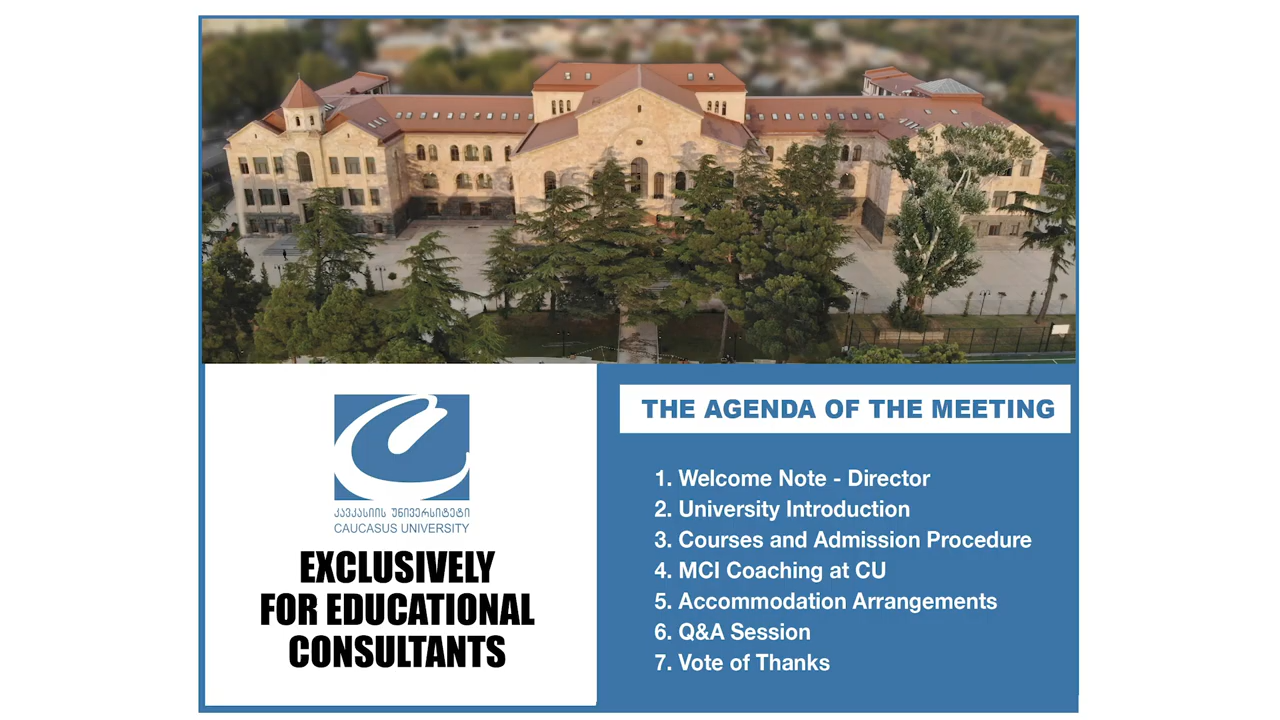 ᲙᲐᲕᲙᲐᲡᲘᲘᲡ ᲣᲜᲘᲕᲔᲠᲡᲘᲢᲔᲢᲘ
CAUCASUS UNIVERSITY
EXCLUSIVELY
FOR EDUCATIONAL
CONSULTANTS
THE AGENDA OF THE MEETING
1. Welcome Note - Director
2. University Introduction
3. Courses and Admission Procedure
4. MCI Coaching at CU
5. Accommodation Arrangements
6. Q&A Session
7. Vote of Thanks